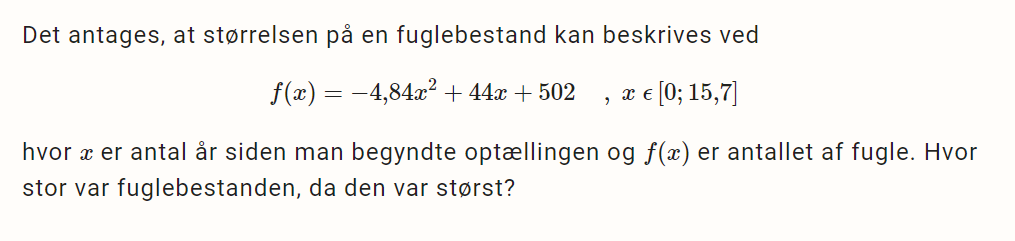 Det antages, at størrelsen på en fuglebestand kan beskrives ved
f(x) = −4,84x² + 44x + 502 , x ϵ [0; 15,7]
hvor x er antal år siden man begyndte optællingen og f(x) er antallet af fugle. Hvor
stor var fuglebestanden, da den var størst?